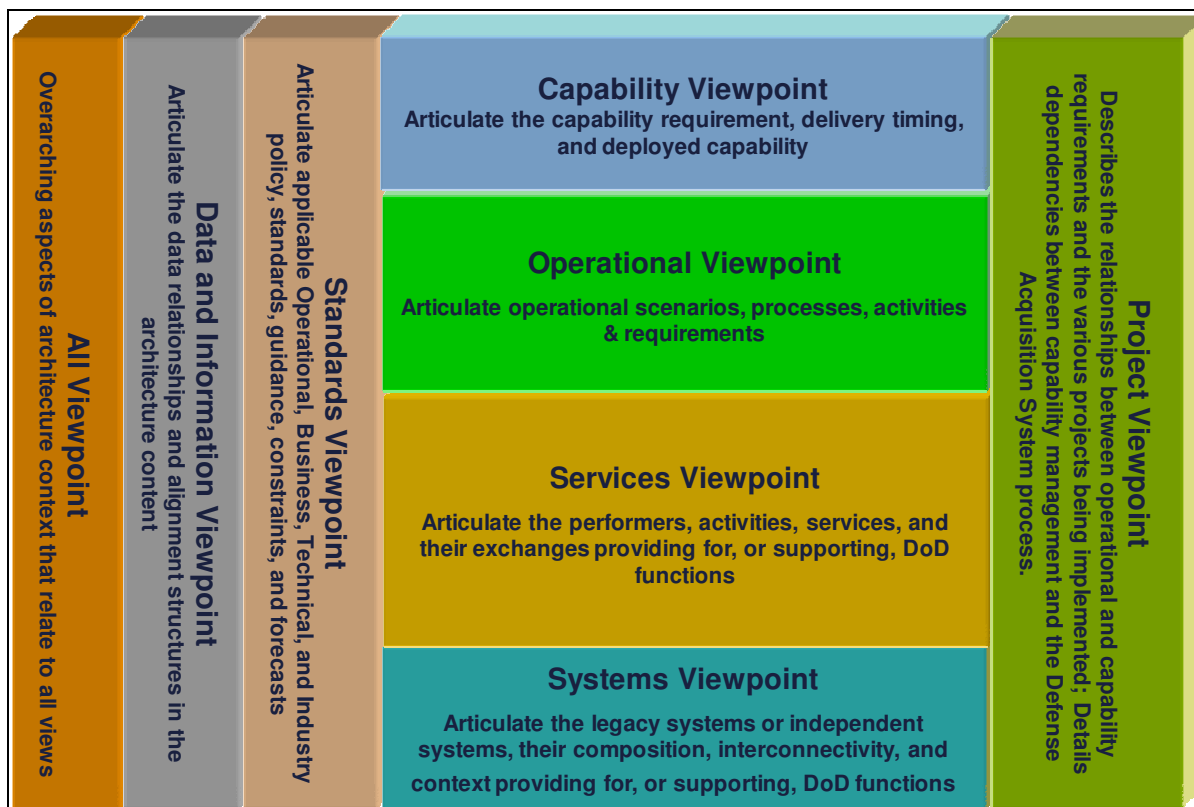 All Viewpoint
Overarching aspects of architecture context that relate to all views
Data and Information Viewpoint
Articulate the data relationships and alignment structures in the
architecture content
Standards Viewpoint
Articulate applicable Operational, Business, Technical, and Industry
policy, standards, guidance, constraints, and forecasts
Capability Viewpoint
Articulate the capability requirement, delivery timing,
and deployed capability
Operational Viewpoint
Articulate operational scenarios, processes, activities
& requirements
Services Viewpoint
Articulate the performers, activities, services, and
their exchanges providing for, or supporting, DoD
functions
Systems Viewpoint
Articulate the legacy systems or independent
systems, their composition, interconnectivity, and
context providing for, or supporting, DoD functions
Project Viewpoint
Describes the relationships between operational and capability
requirements and the various projects being implemented; Details
dependencies between capability management and the Defense
Acquisition System process.